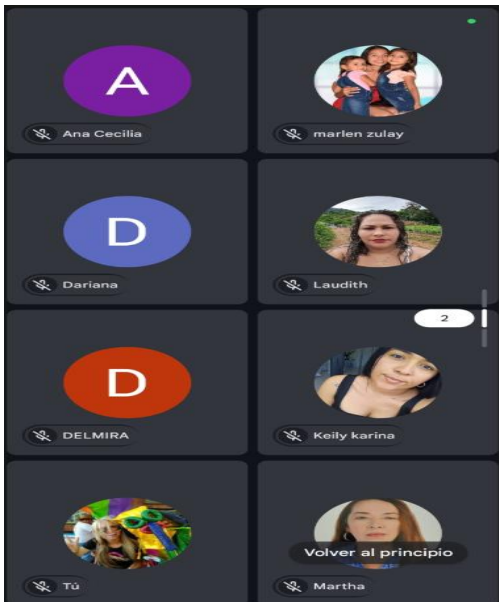 A
Ana Cecilia
marlen zulay
D
Dariana
Laudith
2
D
DELMIRA
Keily karina
Volver al principio
Tú
Martha